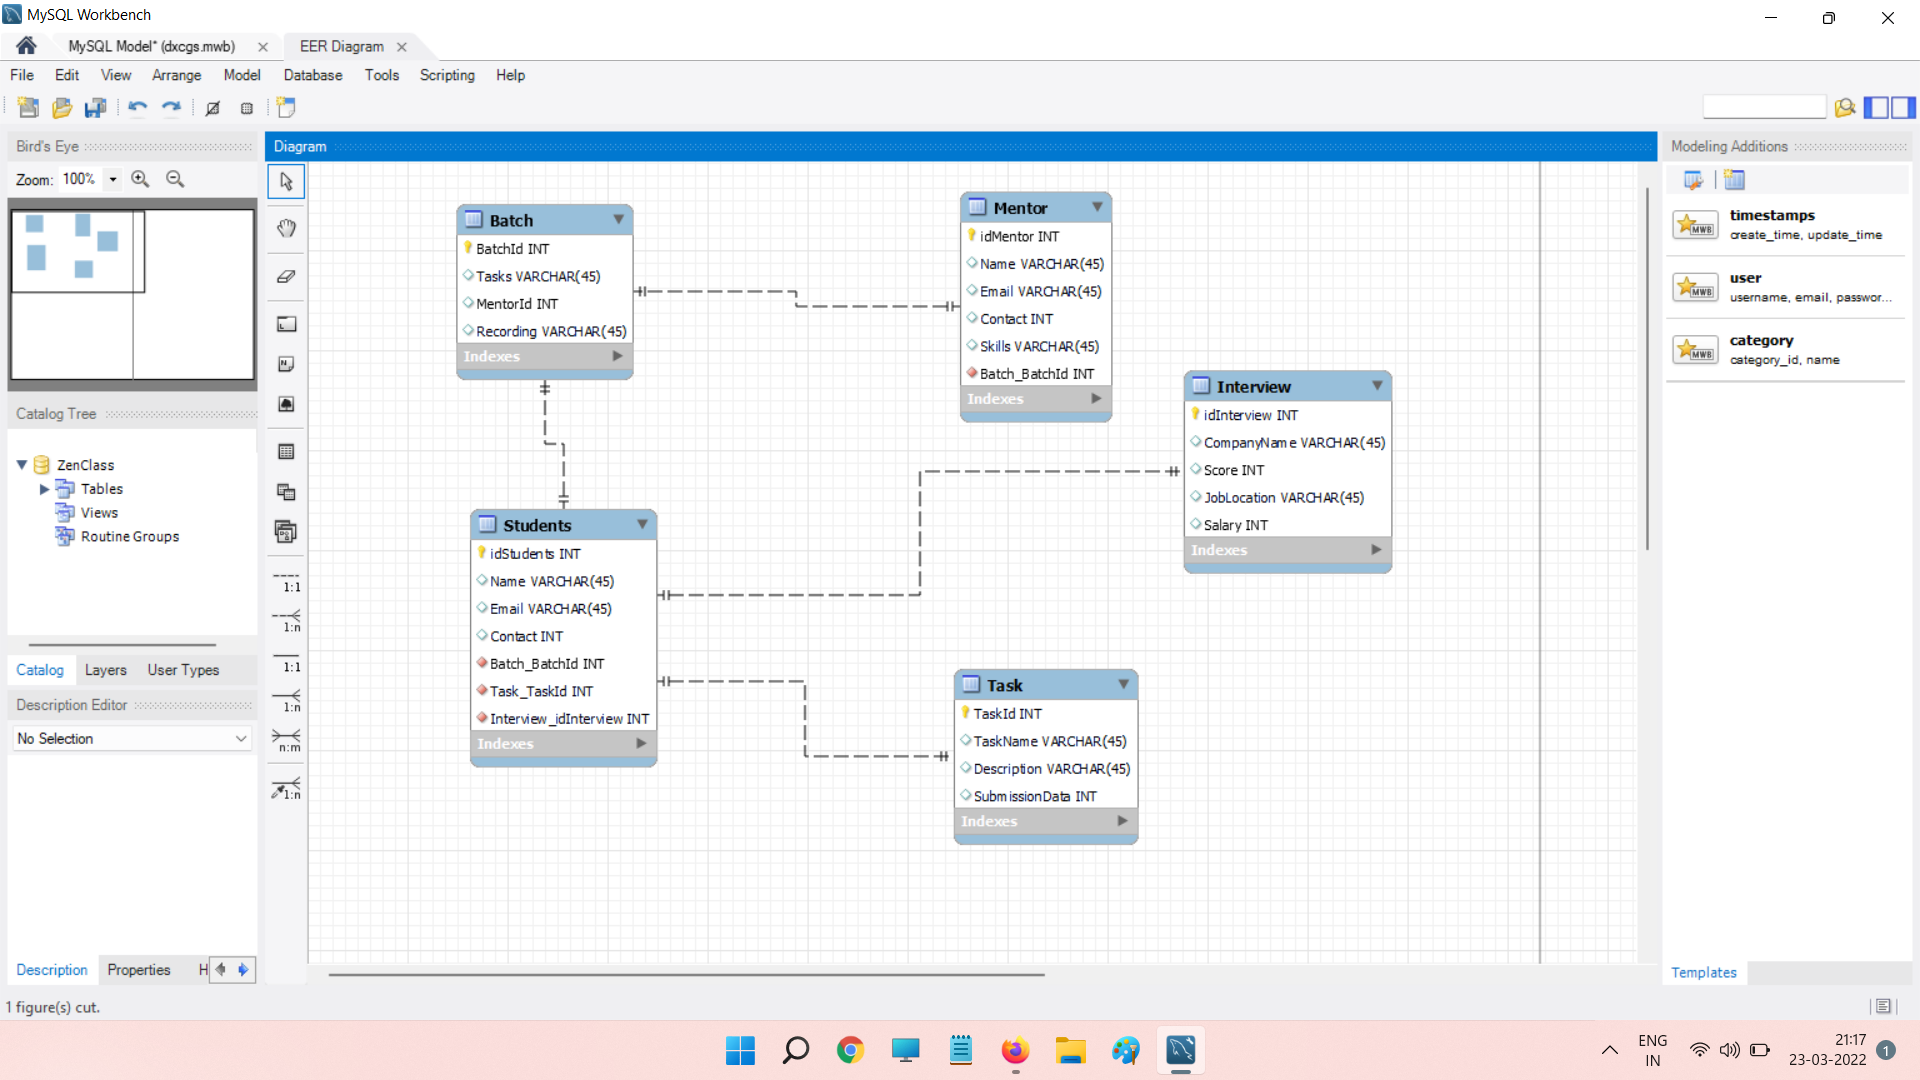 MySQL Workbench
MySQL Model* (dxcgs.mwb)
EER Diagram
File Edit View Arrange Model Database Tools Scripting Help
Bird's Eye
Zoom: 100%
Diagram
Batch
BatchId INT
Tasks VARCHAR(45)
MentorId INT
Recording VARCHAR(45)
Indexes
Mentor
idMentor INT
Name VARCHAR(45)
Email VARCHAR(45)
Contact INT
Skills VARCHAR(45)
Batch_BatchId INT
Indexes
Interview
idInterview INT
CompanyName VARCHAR(45)
Score INT
JobLocation VARCHAR(45)
Salary INT
Indexes
Students
idStudents INT
Name VARCHAR(45)
Email VARCHAR(45)
Contact INT
Batch_BatchId INT
Task_TaskId INT
Interview_idInterview INT
Indexes
Task
TaskId INT
TaskName VARCHAR(45)
Description VARCHAR(45)
SubmissionData INT
Indexes
1:1
1:n
1:1
1:n
n:m
1:n
Catalog Tree
ZenClass
Tables
Views
Routine Groups
Catalog Layers User Types
Description Editor
No Selection
Description Properties H
1 figure(s) cut.
Modeling Additions
MWB
timestamps
create_time, update_time
MWB
user
username, email, passwor...
MWB
category
category_id, name
Templates
ENG
IN
21:17
23-03-2022
1